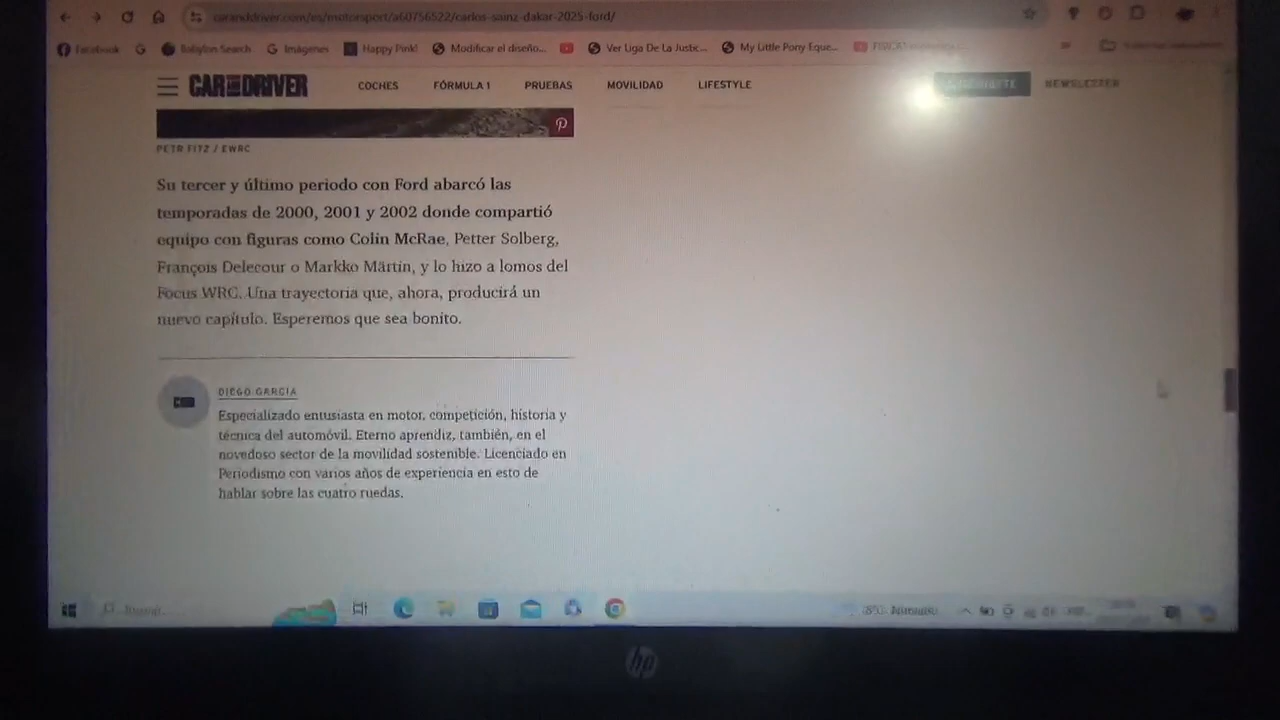 caranddriver.com/es/motorsport/a60756522/carlos-sainz-dakar-2025-ford/
Facebook
Babylon Search
Imágenes
Happy Pink!
Modificar el diseño...
Ver Liga De La Justic...
My Little Pony Eque...
CAR AND DRIVER
COCHES
FÓRMULA 1
PRUEBAS
MOVILIDAD
LIFESTYLE
NEWSLETTER
PETR FITZ / EWRC
Su tercer y último periodo con Ford abarcó las
temporadas de 2000, 2001 y 2002 donde compartió
equipo con figuras como Colin McRae, Petter Solberg,
François Delecour o Markko Märtin, y lo hizo a lomos del
Focus WRC. Una trayectoria que, ahora, producirá un
nuevo capítulo. Esperemos que sea bonito.
DIEGO GARCÍA
Especializado entusiasta en motor, competición, historia y
técnica del automóvil. Eterno aprendiz, también, en el
novedoso sector de la movilidad sostenible. Licenciado en
Periodismo con varios años de experiencia en esto de
hablar sobre las cuatro ruedas.
hp